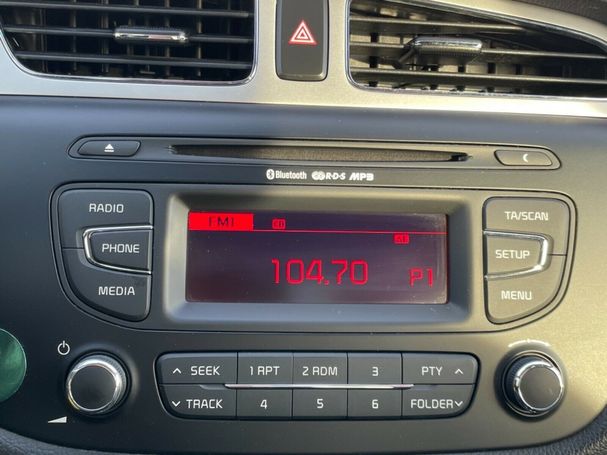 Bluetooth R·D·S MP3
RADIO
TA/SCAN
FM1
PHONE
104.70 P1
SETUP
MEDIA
MENU
SEEK 1 RPT 2 RDM 3 PTY
TRACK 4 5 6 FOLDER